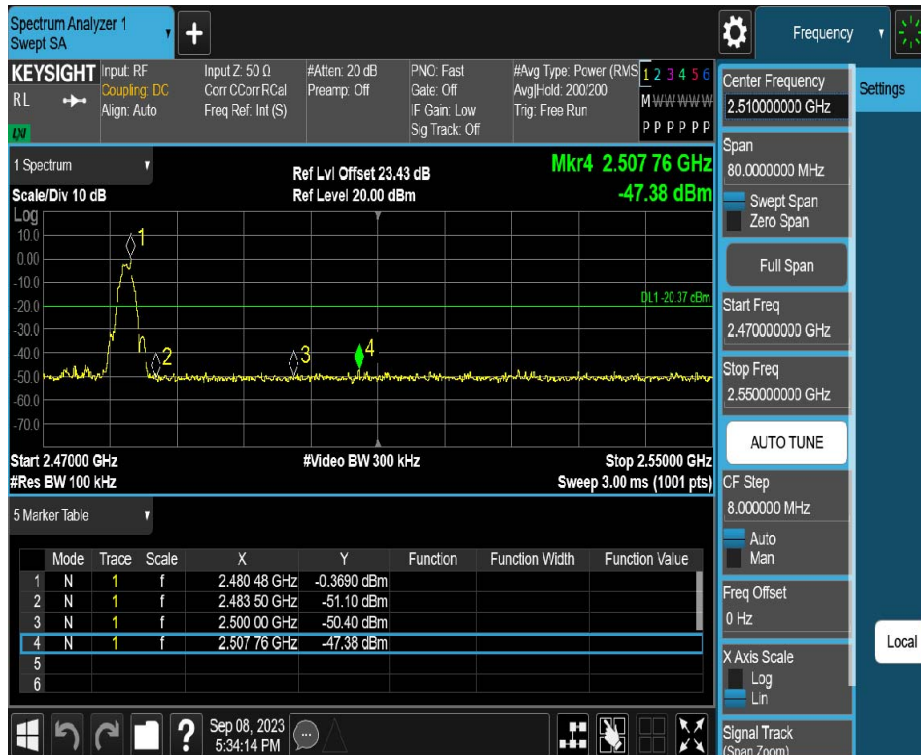 Spectrum Analyzer 1
Swept SA
+
Frequency
KEYSIGHT
RL
LXI
Input: RF
Coupling: DC
Align: Auto
Input Z: 50 Ω
Corr CCorr RCal
Freq Ref: Int (S)
#Atten: 20 dB
Preamp: Off
PNO: Fast
Gate: Off
IF Gain: Low
Sig Track: Off
#Avg Type: Power (RMS
Avg|Hold: 200/200
Trig: Free Run
1 2 3 4 5 6
M W W W W W
P P P P P P
Center Frequency
2.510000000 GHz
Settings
1 Spectrum
Scale/Div 10 dB
Ref Lvl Offset 23.43 dB
Ref Level 20.00 dBm
Mkr4 2.507 76 GHz
-47.38 dBm
Span
80.0000000 MHz
Swept Span
Zero Span
Full Span
Start Freq
2.470000000 GHz
Stop Freq
2.550000000 GHz
AUTO TUNE
CF Step
8.000000 MHz
Auto
Man
Freq Offset
0 Hz
X Axis Scale
Log
Lin
Signal Track
(Span Zoom)
Local
Log
10.0
0.00
-10.0
-20.0
-30.0
-40.0
-50.0
-60.0
-70.0
1
2
3
4
DL1 -20.37 dBm
Start 2.47000 GHz
#Res BW 100 kHz
#Video BW 300 kHz
Stop 2.55000 GHz
Sweep 3.00 ms (1001 pts)
5 Marker Table
Mode Trace Scale X Y Function Function Width Function Value
1 N 1 f 2.480 48 GHz -0.3690 dBm
2 N 1 f 2.483 50 GHz -51.10 dBm
3 N 1 f 2.500 00 GHz -50.40 dBm
4 N 1 f 2.507 76 GHz -47.38 dBm
5
6
?
Sep 08, 2023
5:34:14 PM